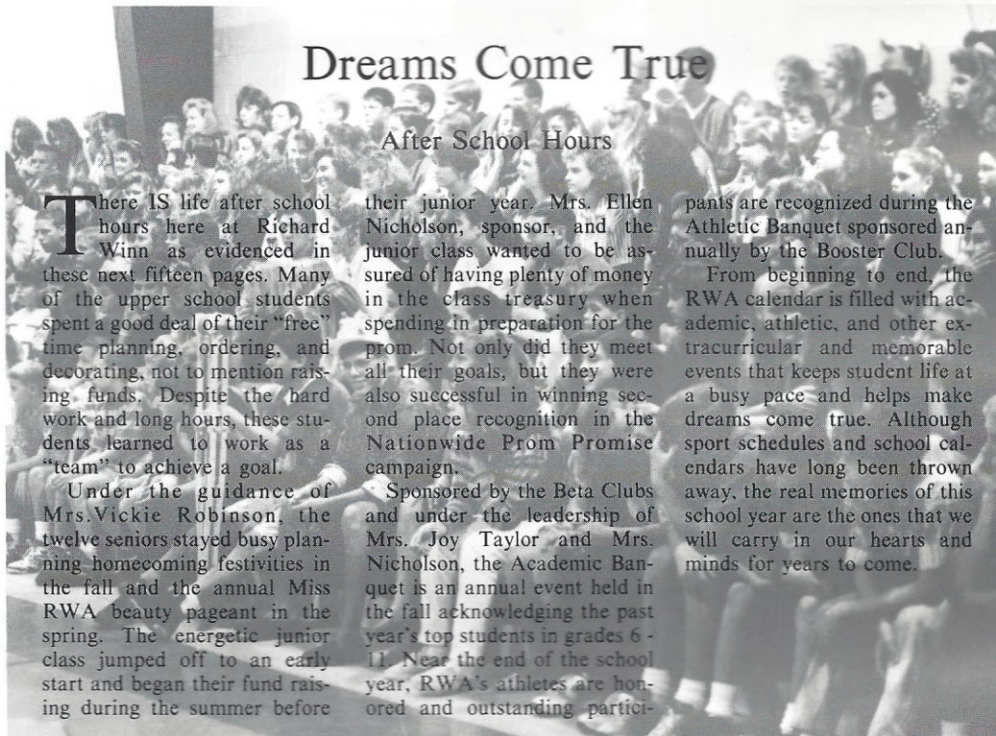 Dreams Come True
After School Hours
There IS life after school
hours here at Richard
Winn as evidenced in
these next fifteen pages. Many
of the upper school students
spent a good deal of their "free"
time planning, ordering, and
decorating, not to mention rais-
ing funds. Despite the hard
work and long hours, these stu-
dents learned to work as a
"team" to achieve a goal.
Under the guidance of
Mrs.Vickie Robinson, the
twelve seniors stayed busy plan-
ning homecoming festivities in
the fall and the annual Miss
RWA beauty pageant in the
spring. The energetic junior
class jumped off to an early
start and began their fund rais-
ing during the summer before
their junior year. Mrs. Ellen
Nicholson, sponsor, and the
junior class wanted to be as-
sured of having plenty of money
in the class treasury when
spending in preparation for the
prom. Not only did they meet
all their goals, but they were
also successful in winning sec-
ond place recognition in the
Nationwide Prom Promise
campaign.
Sponsored by the Beta Clubs
and under the leadership of
Mrs. Joy Taylor and Mrs.
Nicholson, the Academic Ban-
quet is an annual event held in
the fall acknowledging the past
year's top students in grades 6 -
11. Near the end of the school
year, RWA's athletes are hon-
ored and outstanding partici-
pants are recognized during the
Athletic Banquet sponsored an-
nually by the Booster Club.
From beginning to end, the
RWA calendar is filled with ac-
ademic, athletic, and other ex-
tracurricular and memorable
events that keeps student life at
a busy pace and helps make
dreams come true. Although
sport schedules and school cal-
endars have long been thrown
away, the real memories of this
school year are the ones that we
will carry in our hearts and
minds for years to come.